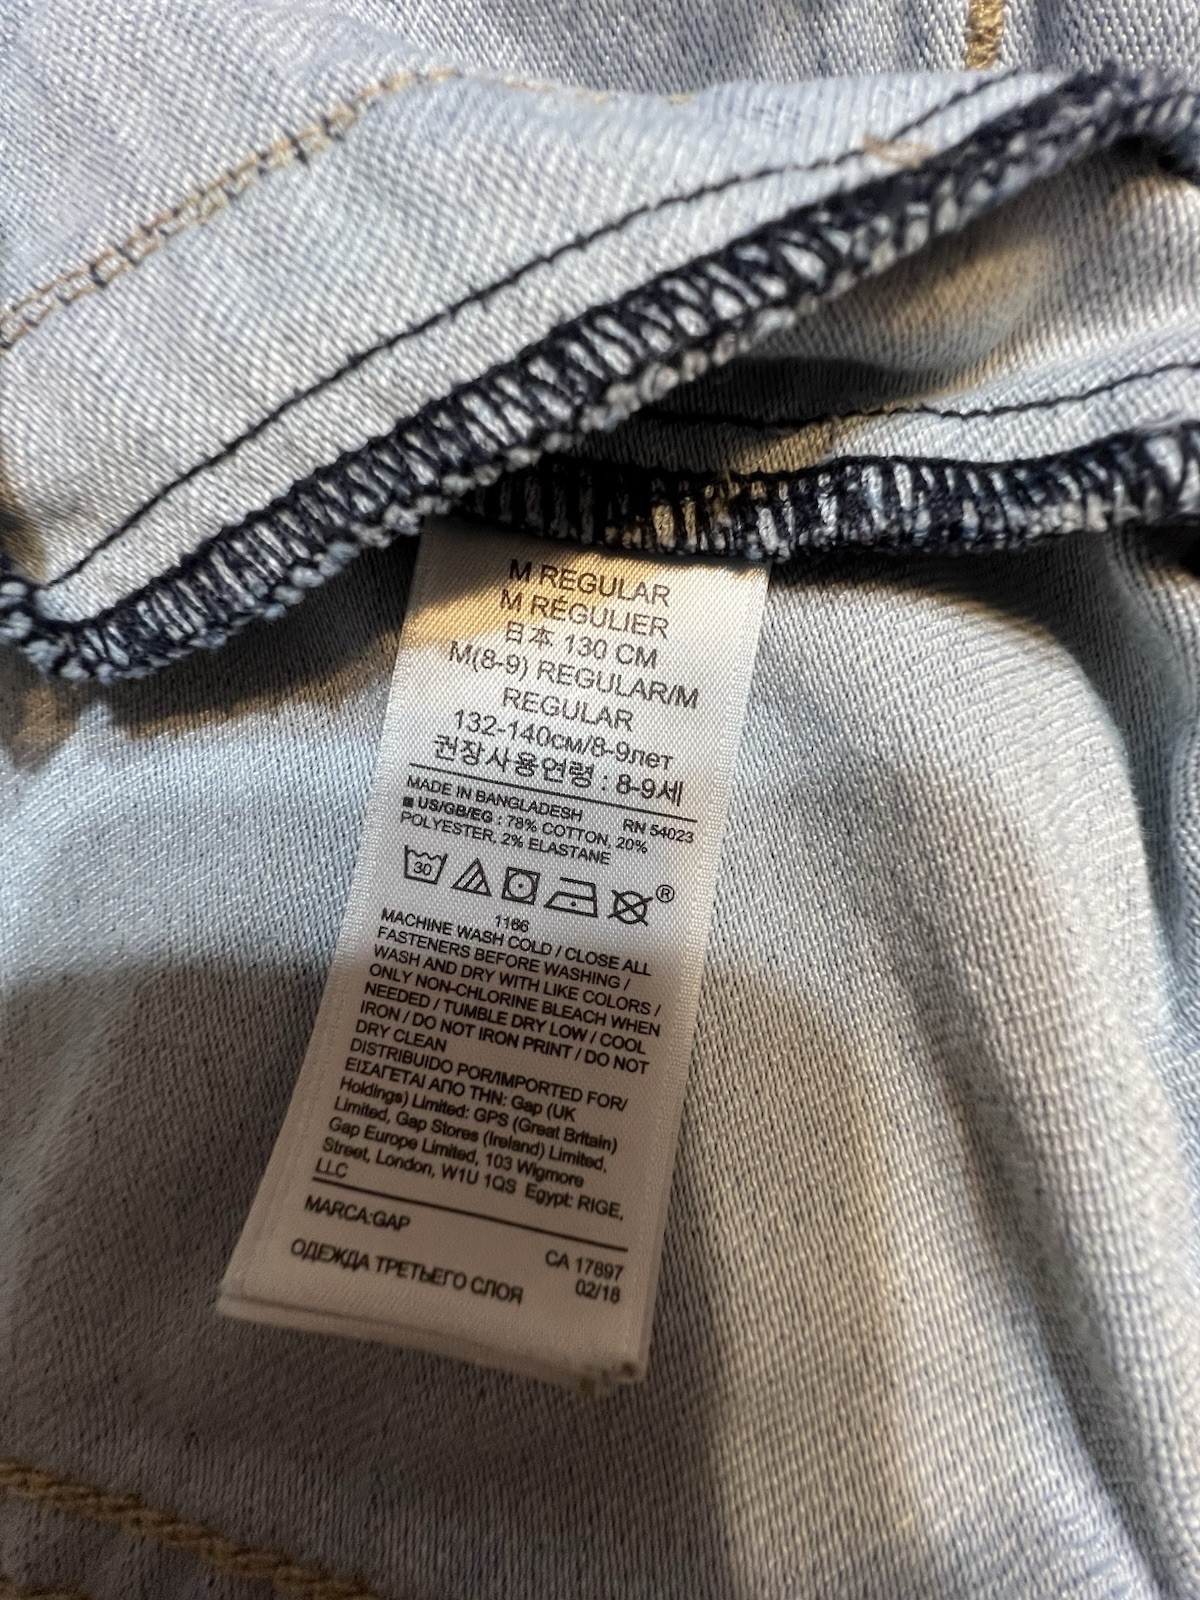 M REGULAR
M REGULIER
日本 130 CM
M(8-9) REGULAR/M
REGULAR
132-140см/8-9лет
권장사용연령 : 8-9세
MADE IN BANGLADESH RN 54023
■ US/GB/EG : 78% COTTON, 20%
POLYESTER, 2% ELASTANE
30 ®
1166
MACHINE WASH COLD / CLOSE ALL
FASTENERS BEFORE WASHING /
WASH AND DRY WITH LIKE COLORS /
ONLY NON-CHLORINE BLEACH WHEN
NEEDED / TUMBLE DRY LOW / COOL
IRON / DO NOT IRON PRINT / DO NOT
DRY CLEAN
DISTRIBUIDO POR/IMPORTED FOR/
ΕΙΣΑΓΕΤΑΙ ΑΠΟ ΤΗΝ: Gap (UK
Holdings) Limited: GPS (Great Britain)
Limited, Gap Stores (Ireland) Limited,
Gap Europe Limited, 103 Wigmore
Street, London, W1U 1QS Egypt: RIGE,
LLC
MARCA:GAP CA 17897
ОДЕЖДА ТРЕТЬЕГО СЛОЯ 02/18